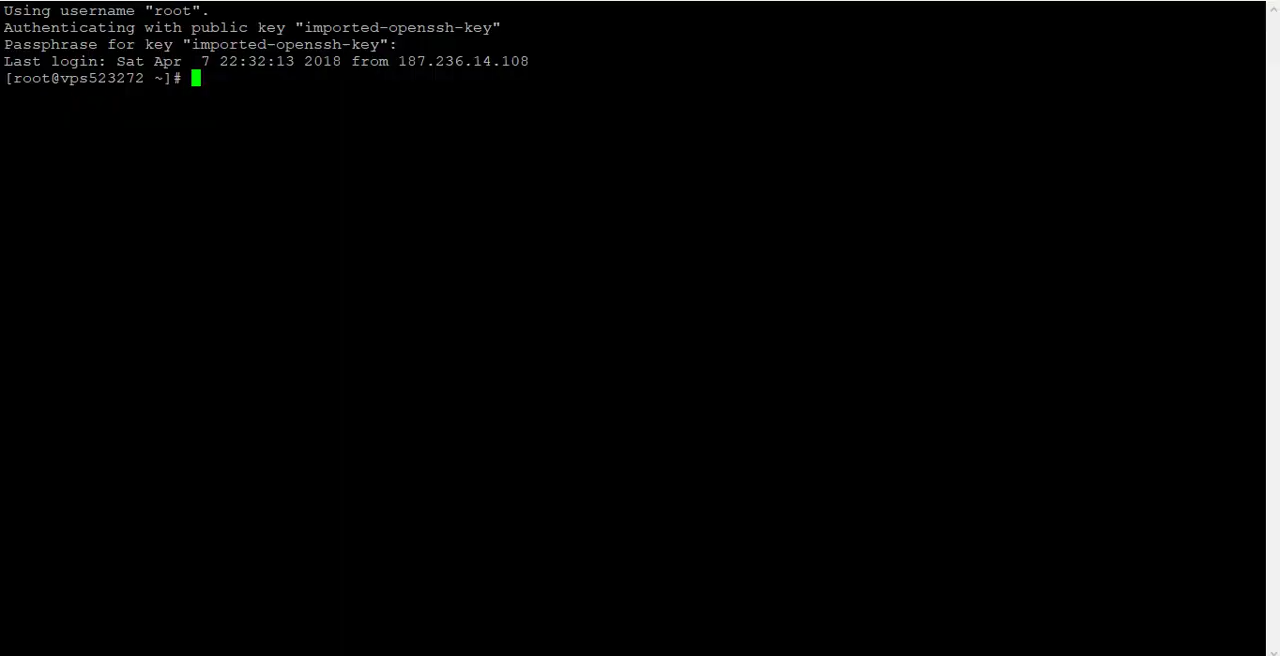 Using username "root".
Authenticating with public key "imported-openssh-key"
Passphrase for key "imported-openssh-key":
Last login: Sat Apr  7 22:32:13 2018 from 187.236.14.108
[root@vps523272 ~]#